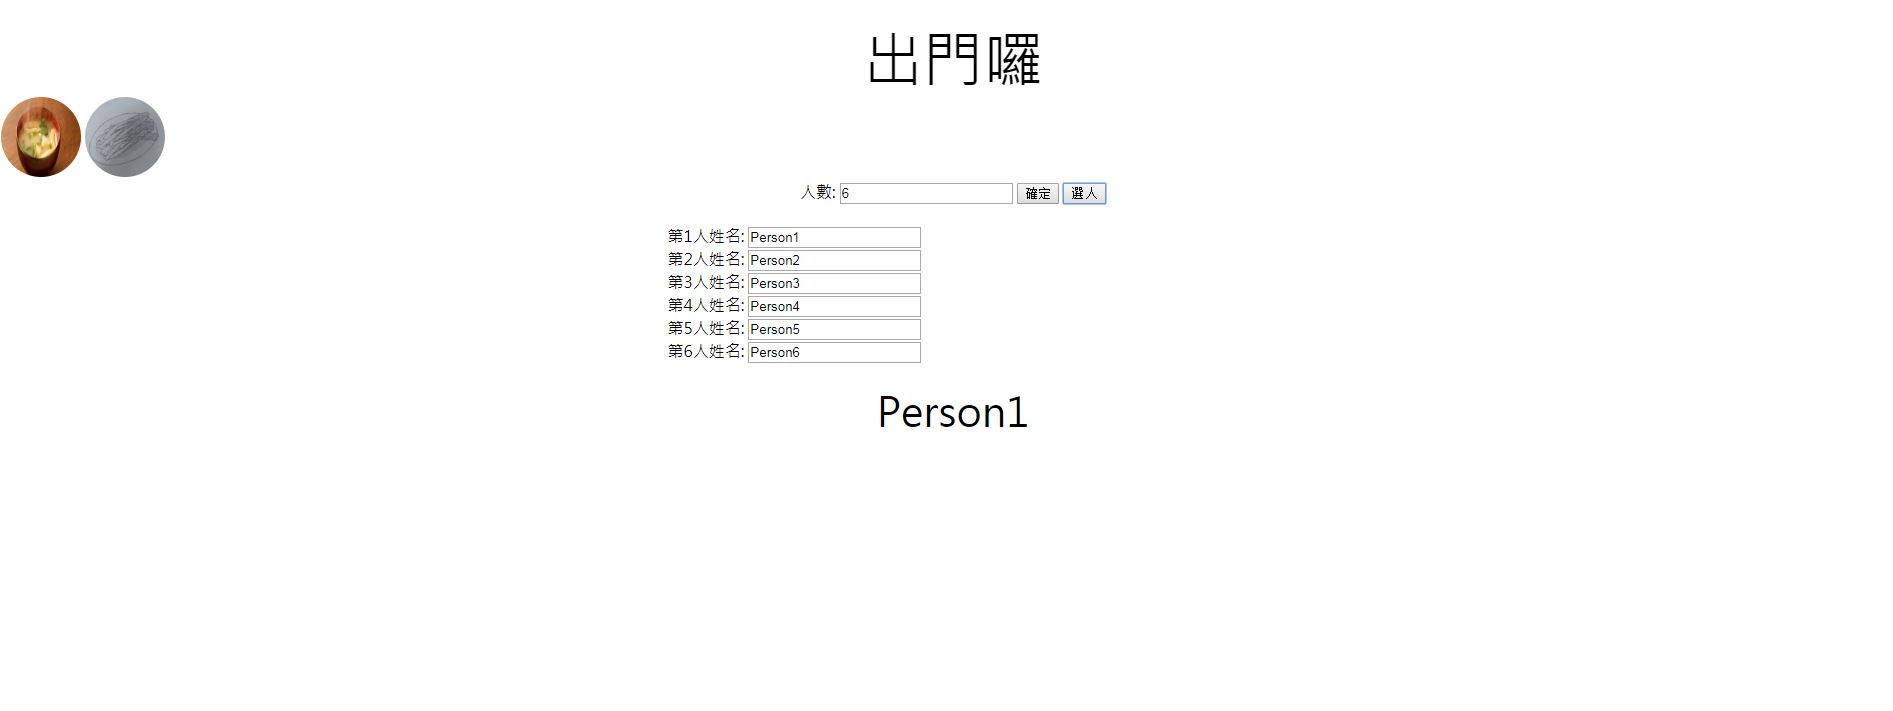 出門囉
人數: 6 確定 選人
第1人姓名: Person1
第2人姓名: Person2
第3人姓名: Person3
第4人姓名: Person4
第5人姓名: Person5
第6人姓名: Person6
Person1